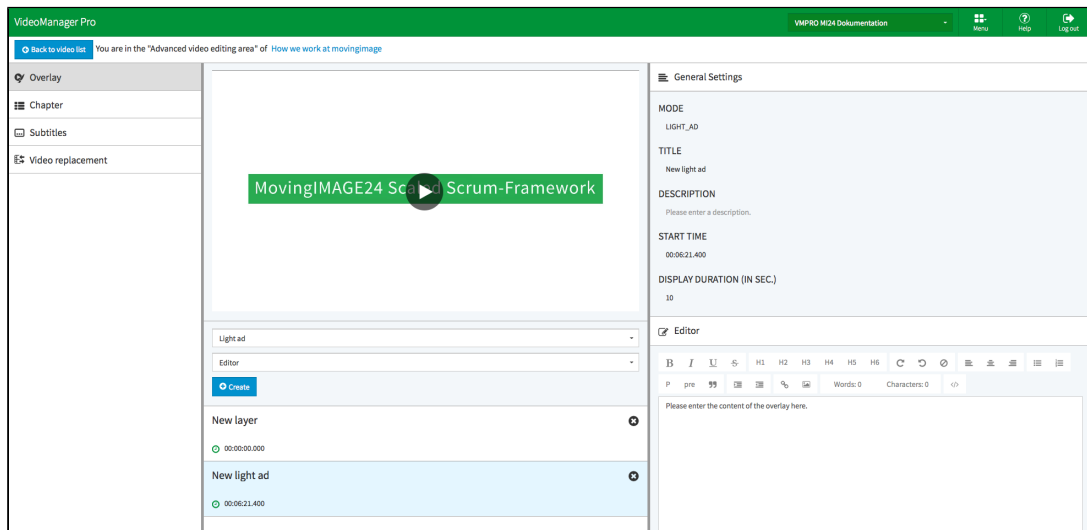 VideoManager Pro
VMPRO MI24 Dokumentation
Menu
Help
Log out
Back to video list
You are in the "Advanced video editing area" of How we work at movingimage
Overlay
Chapter
Subtitles
Video replacement
MovingIMAGE24 Scaled Scrum-Framework
Light ad
Editor
Create
New layer
00:00:00.000
New light ad
00:06:21.400
General Settings
MODE
LIGHT_AD
TITLE
New light ad
DESCRIPTION
Please enter a description.
START TIME
00:06:21.400
DISPLAY DURATION (IN SEC.)
10
Editor
B I U S H1 H2 H3 H4 H5 H6
P pre Words: 0 Characters: 0 </>
Please enter the content of the overlay here.